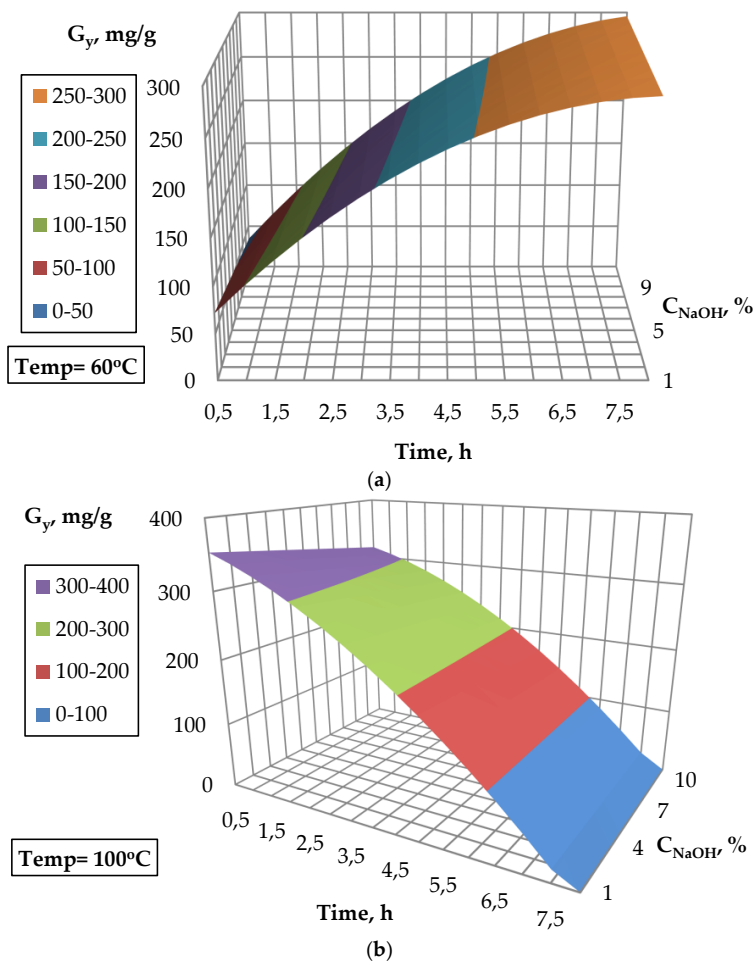 G_y, mg/g
300
250
200
150
100
50
0
250-300
200-250
150-200
100-150
50-100
0-50
Temp= 60°C
9
5
1
C_NaOH, %
0,5 1,5 2,5 3,5 4,5 5,5 6,5 7,5
Time, h
(a)
G_y, mg/g
400
300
200
100
0
300-400
200-300
100-200
0-100
Temp= 100°C
10
7
4
1
C_NaOH, %
0,5 1,5 2,5 3,5 4,5 5,5 6,5 7,5
Time, h
(b)